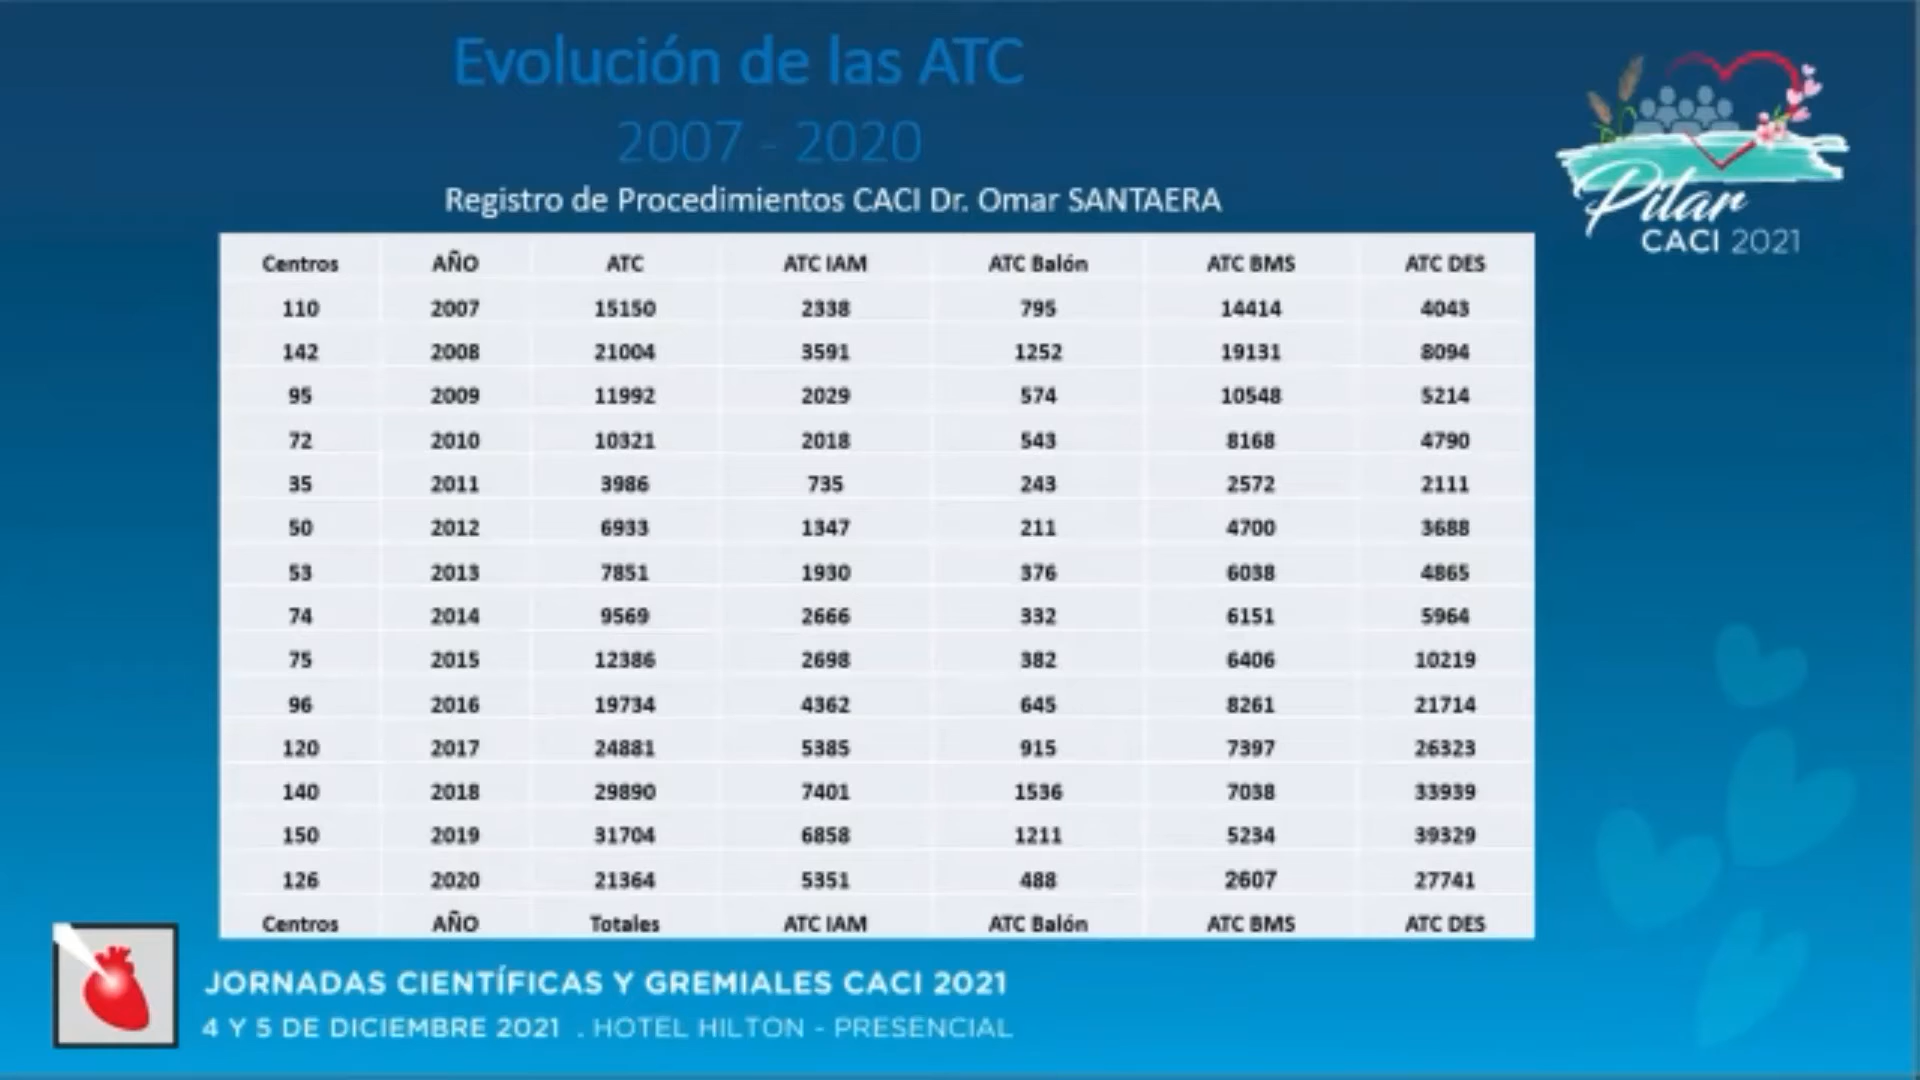 Evolución de las ATC
2007 - 2020
Registro de Procedimientos CACI Dr. Omar SANTAERA
Pilar
CACI 2021
Centros AÑO ATC ATC IAM ATC Balón ATC BMS ATC DES
110 2007 15150 2338 795 14414 4043
142 2008 21004 3591 1252 19131 8094
95 2009 11992 2029 574 10548 5214
72 2010 10321 2018 543 8168 4790
35 2011 3986 735 243 2572 2111
50 2012 6933 1347 211 4700 3688
53 2013 7851 1930 376 6038 4865
74 2014 9569 2666 332 6151 5964
75 2015 12386 2698 382 6406 10219
96 2016 19734 4362 645 8261 21714
120 2017 24881 5385 915 7397 26323
140 2018 29890 7401 1536 7038 33939
150 2019 31704 6858 1211 5234 39329
126 2020 21364 5351 488 2607 27741
Centros AÑO Totales ATC IAM ATC Balón ATC BMS ATC DES
JORNADAS CIENTÍFICAS Y GREMIALES CACI 2021
4 Y 5 DE DICIEMBRE 2021 . HOTEL HILTON - PRESENCIAL